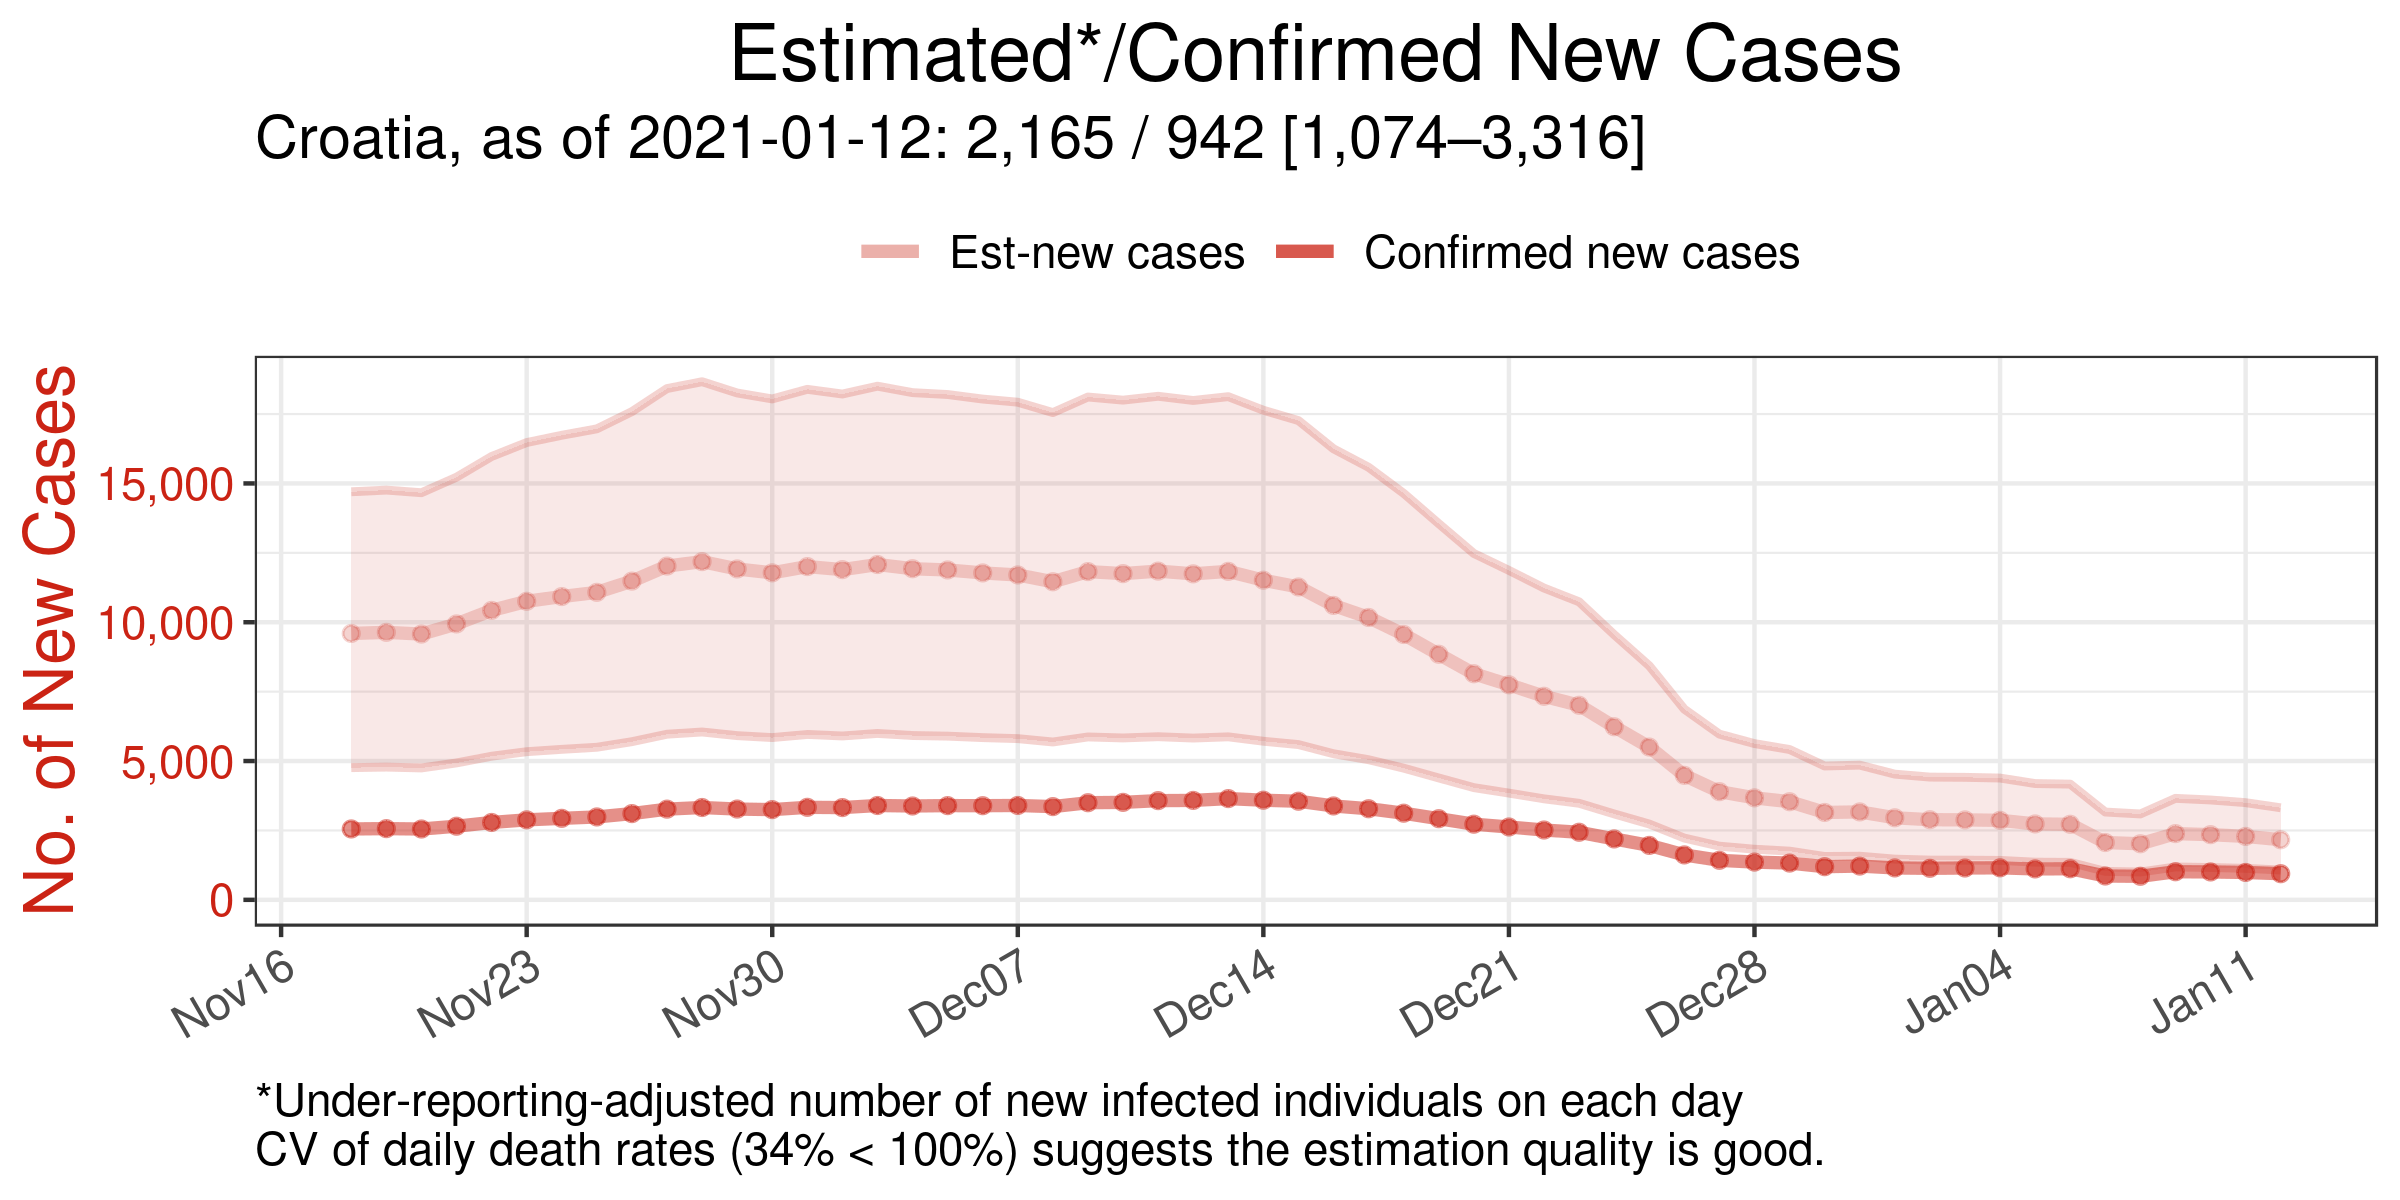 Estimated*/Confirmed New Cases
Croatia, as of 2021-01-12: 2,165 / 942 [1,074–3,316]
Est-new cases
Confirmed new cases
No. of New Cases
15,000
10,000
5,000
0
Nov16
Nov23
Nov30
Dec07
Dec14
Dec21
Dec28
Jan04
Jan11
*Under-reporting-adjusted number of new infected individuals on each day
CV of daily death rates (34% < 100%) suggests the estimation quality is good.